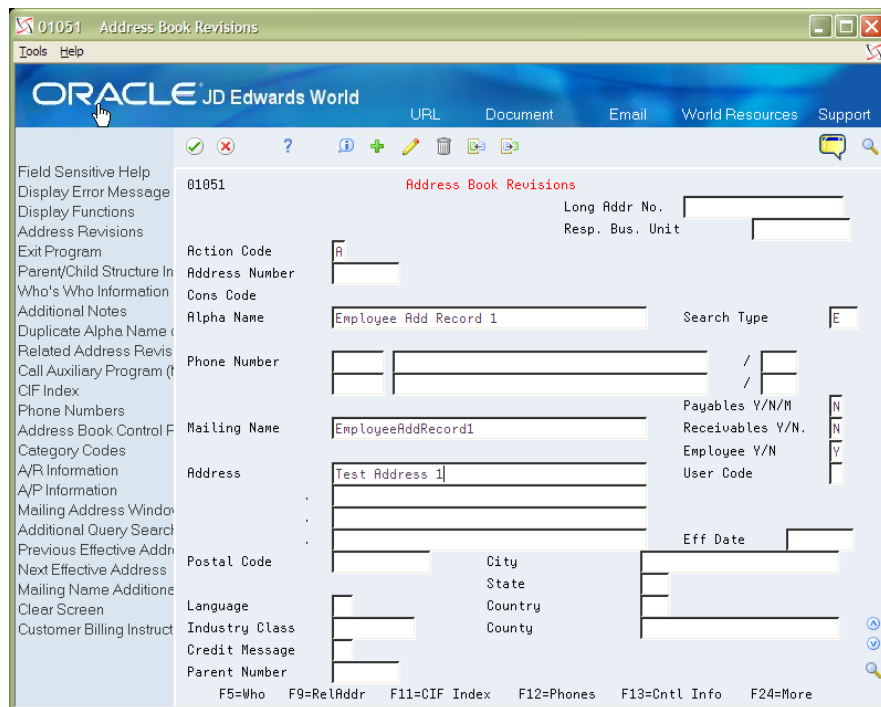 01051 Address Book Revisions
Tools Help
ORACLE JD Edwards World
URL Document Email World Resources Support
Field Sensitive Help
Display Error Message
Display Functions
Address Revisions
Exit Program
Parent/Child Structure In
Who's Who Information
Additional Notes
Duplicate Alpha Name
Related Address Revis
Call Auxiliary Program (
CIF Index
Phone Numbers
Address Book Control F
Category Codes
A/R Information
A/P Information
Mailing Address Window
Additional Query Search
Previous Effective Addr
Next Effective Address
Mailing Name Additiona
Clear Screen
Customer Billing Instruct
01051 Address Book Revisions
Long Addr No.
Resp. Bus. Unit
Action Code A
Address Number
Cons Code
Alpha Name Employee Add Record 1 Search Type E
Phone Number /
/
Payables Y/N/M N
Mailing Name EmployeeAddRecord1 Receivables Y/N. N
Employee Y/N Y
Address Test Address 1 User Code
.
.
. Eff Date
Postal Code City
State
Language Country
Industry Class County
Credit Message
Parent Number
F5=Who F9=RelAddr F11=CIF Index F12=Phones F13=Cntl Info F24=More